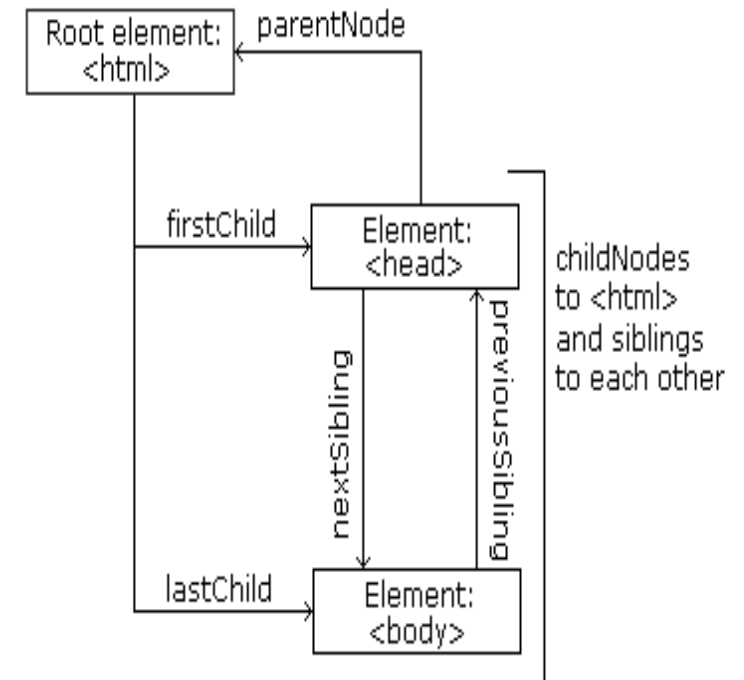 Root element:
<html>
parentNode
firstChild
Element:
<head>
childNodes
to <html>
and siblings
to each other
nextSibling
previousSibling
lastChild
Element:
<body>